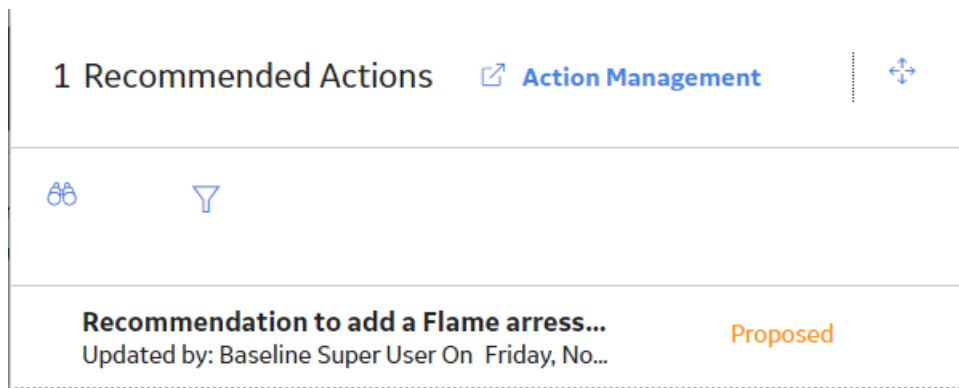 1 Recommended Actions Action Management
Recommendation to add a Flame arress...
Proposed
Updated by: Baseline Super User On Friday, No...